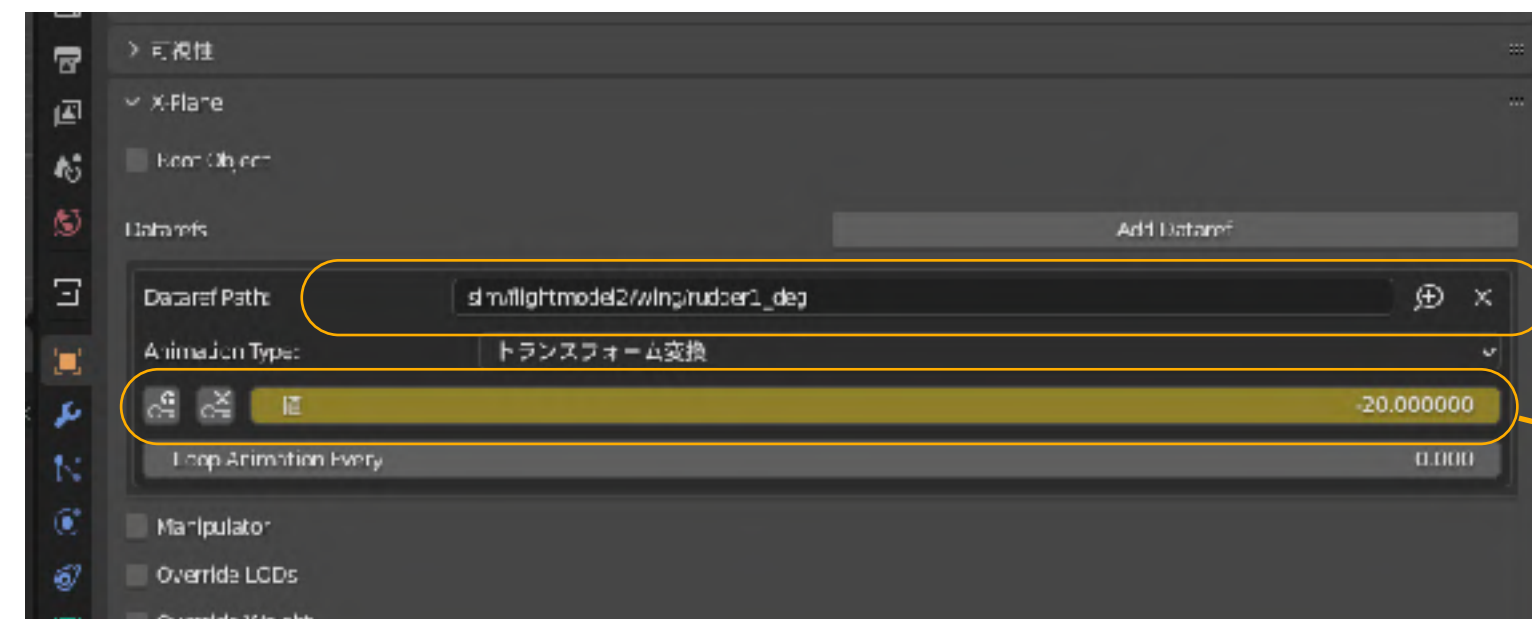 可視性
X-Plane
Root Object
Datarefs
Add Dataref
Dataref Path:
sim/flightmodel2/wing/rudder1_deg
Animation Type:
トランスフォーム変換
値
-20.000000
Loop Animation Every
0.000
Manipulator
Override LODs
Override Weight